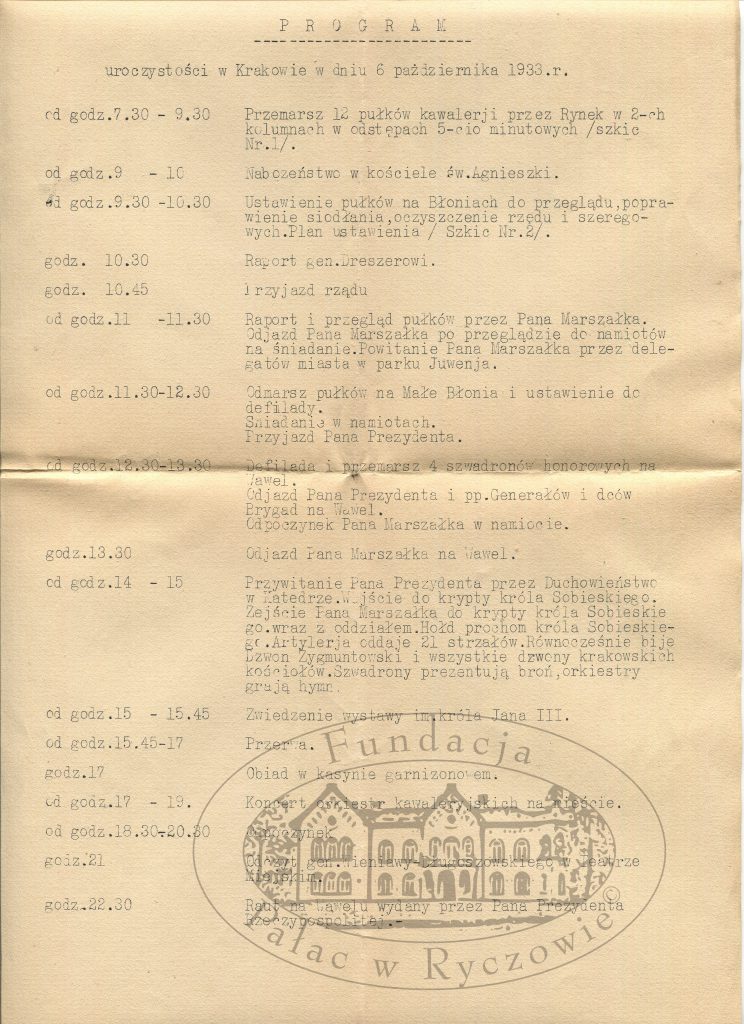 P R O G R A M
uroczystości w Krakowie w dniu 6 października 1933.r.
od godz.7.30 - 9.30 Przemarsz 12 pułków kawalerji przez Rynek w 2-ch
kolumnach w odstępach 5-cio minutowych /szkic
Nr.1/.
od godz.9 - 10 Nabożeństwo w kościele św.Agnieszki.
od godz.9.30 -10.30 Ustawienie pułków na Błoniach do przeglądu,popra-
wienie siodłania,oczyszczenie rzędu i szerego-
wych.Plan ustawienia / Szkic Nr.2/.
godz. 10.30 Raport gen.Dreszerowi.
godz. 10.45 Przyjazd rządu
od godz.11 -11.30 Raport i przegląd pułków przez Pana Marszałka.
Odjazd Pana Marszałka po przeglądzie do namiotów
na śniadanie.Powitanie Pana Marszałka przez dele-
gatów miasta w parku Juwenja.
od godz.11.30-12.30 Odmarsz pułków na Małe Błonia i ustawienie do
defilady.
Śniadanie w namiotach.
Przyjazd Pana Prezydenta.
od godz.12.30-13.30 Defilada i przemarsz 4 szwadronów honorowych na
Wawel.
Odjazd Pana Prezydenta i pp.Generałów i dców
Brygad na Wawel.
Odpoczynek Pana Marszałka w namiocie.
godz.13.30 Odjazd Pana Marszałka na Wawel.
od godz.14 - 15 Przywitanie Pana Prezydenta przez Duchowieństwo
w Katedrze.Wejście do krypty króla Sobieskiego.
Zejście Pana Marszałka do krypty króla Sobieskie
go.wraz z oddziałem.Hołd prochom króla Sobieskie-
go.Artylerja oddaje 21 strzałów.Równocześnie bije
Dzwon Zygmuntowski i wszystkie dzwony krakowskich
kościołów.Szwadrony prezentują broń,orkiestry
grają hymn.
od godz.15 - 15.45 Zwiedzenie wystawy im.króla Jana III.
od godz.15.45-17 Przerwa.
godz.17 Obiad w kasynie garnizonowem.
od godz.17 - 19. Koncert orkiestr kawaleryjskich na mieście.
od godz.18.30-20.30 Odpoczynek
godz.21 Odczyt gen.Wieniawy-Długoszowskiego w Teatrze
Miejskim.
godz.22.30 Raut na Wawelu wydany przez Pana Prezydenta
Rzeczypospolitej.-
Fundacja
Pałac w Ryczowie ©